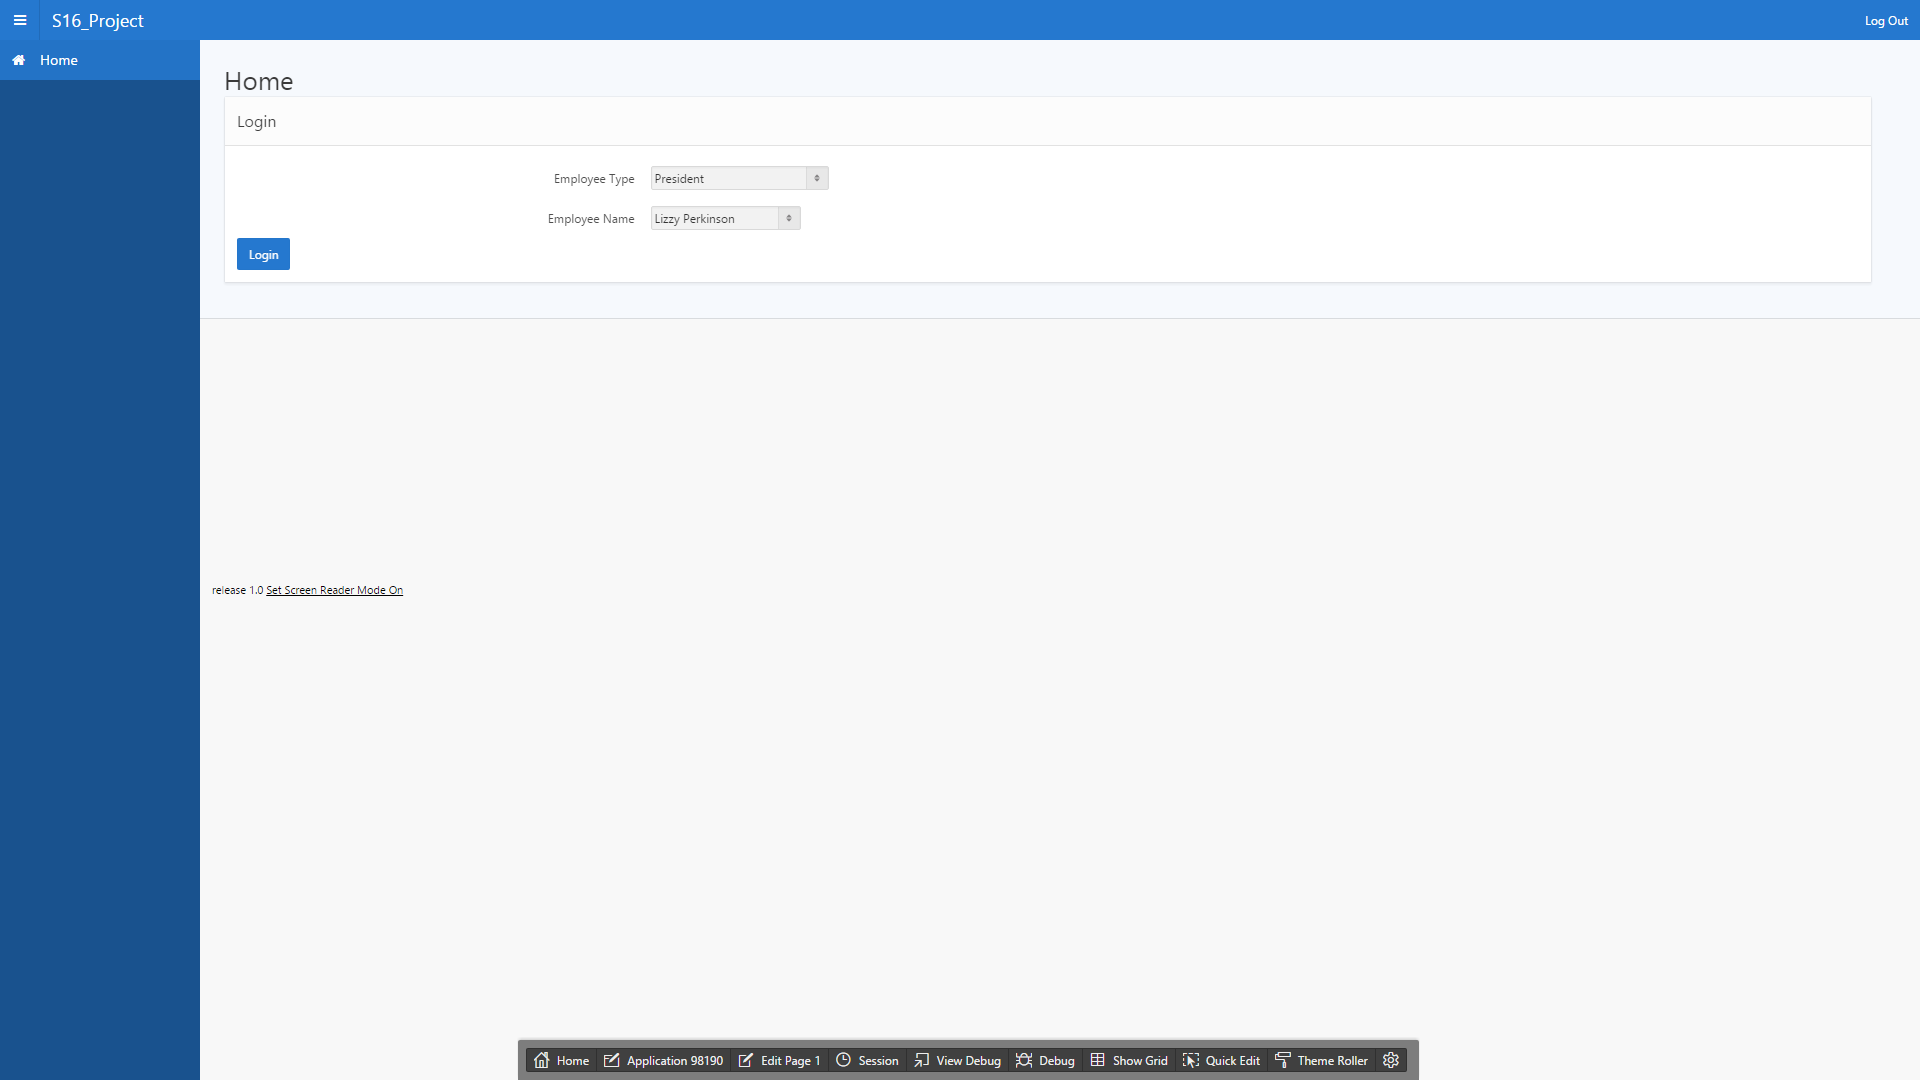 S16_Project
Log Out
Home
Home
Login
Employee Type President
Employee Name Lizzy Perkinson
Login
release 1.0 Set Screen Reader Mode On
Home Application 98190 Edit Page 1 Session View Debug Debug Show Grid Quick Edit Theme Roller